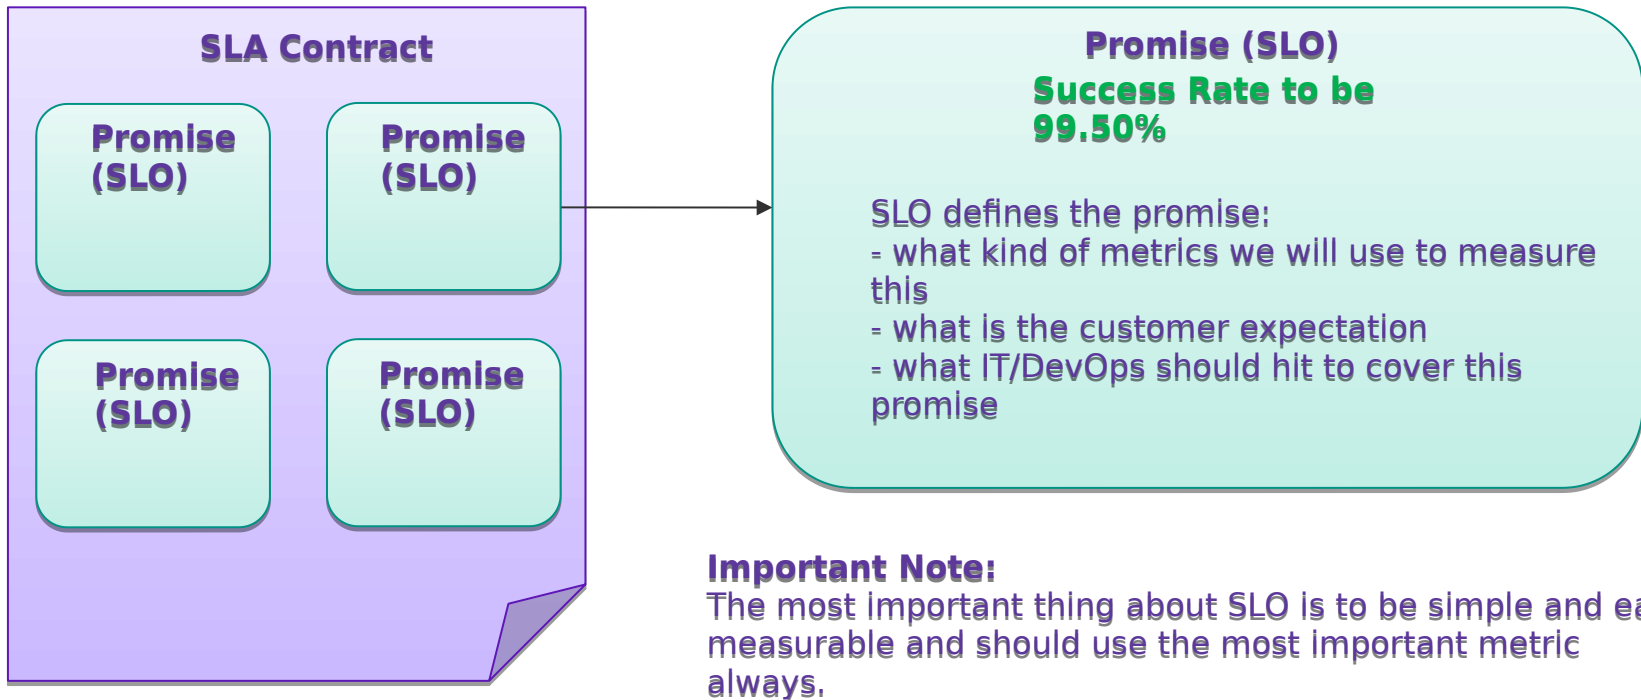 SLA Contract
Promise
(SLO)
Promise
(SLO)
Promise
(SLO)
Promise
(SLO)
Promise (SLO)
Success Rate to be
99.50%
SLO defines the promise:
- what kind of metrics we will use to measure
this
- what is the customer expectation
- what IT/DevOps should hit to cover this
promise
Important Note:
The most important thing about SLO is to be simple and
measurable and should use the most important metric
always.